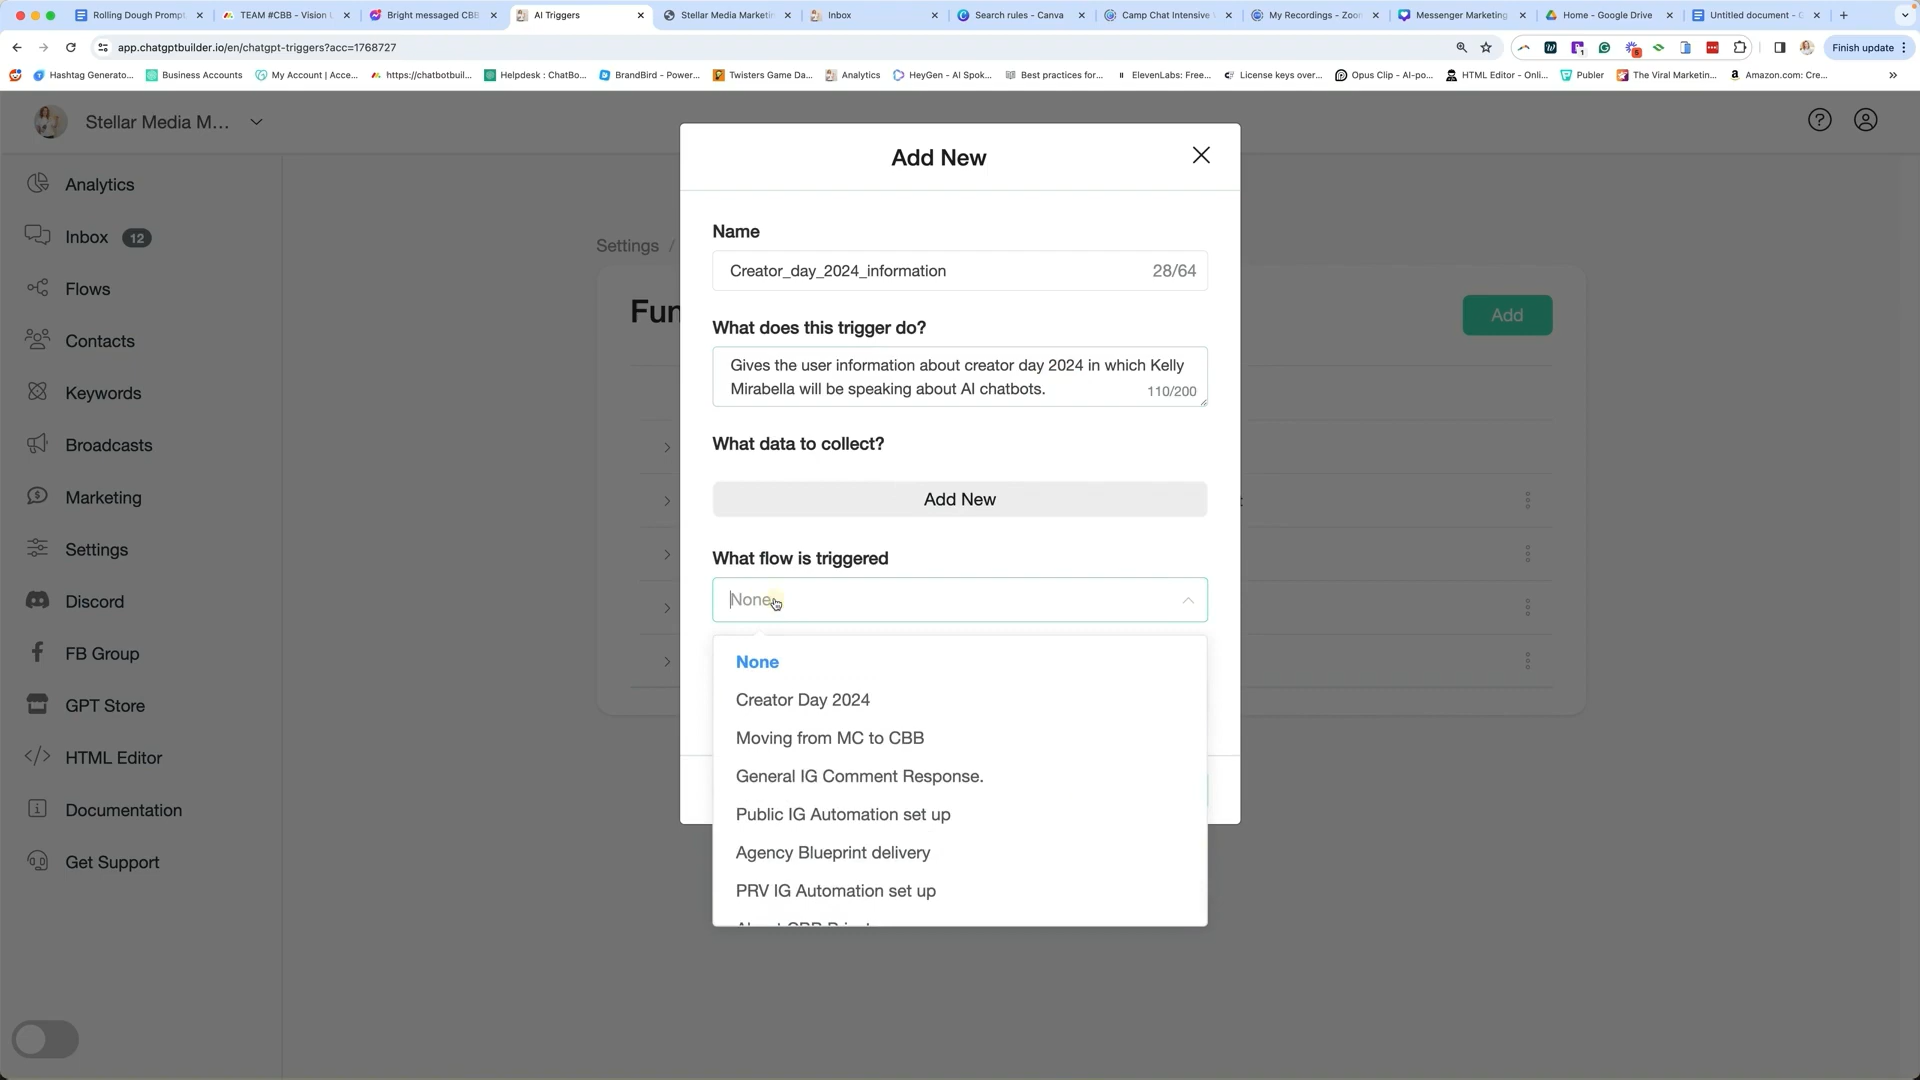 Rolling Dough Prompt
TEAM #CBB - Vision
Bright messaged CBB
AI Triggers
Stellar Media Marketin
Inbox
Search rules - Canva
Camp Chat Intensive
My Recordings - Zoom
Messenger Marketing
Home - Google Drive
Untitled document - G
app.chatgptbuilder.io/en/chatgpt-triggers?acc=1768727
Finish update
Hashtag Generato...
Business Accounts
My Account | Acce...
https://chatbotbuil...
Helpdesk : ChatBo...
BrandBird - Power...
Twisters Game Da...
Analytics
HeyGen - AI Spok...
Best practices for...
ElevenLabs: Free...
License keys over...
Opus Clip - AI-po...
HTML Editor - Onli...
Publer
The Viral Marketin...
Amazon.com: Cre...
Stellar Media M...
Analytics
Inbox 12
Flows
Contacts
Keywords
Broadcasts
Marketing
Settings
Discord
FB Group
GPT Store
HTML Editor
Documentation
Get Support
Settings /
Fun
Add
Add New
Name
Creator_day_2024_information 28/64
What does this trigger do?
Gives the user information about creator day 2024 in which Kelly
Mirabella will be speaking about AI chatbots.
110/200
What data to collect?
Add New
What flow is triggered
None
None
Creator Day 2024
Moving from MC to CBB
General IG Comment Response.
Public IG Automation set up
Agency Blueprint delivery
PRV IG Automation set up